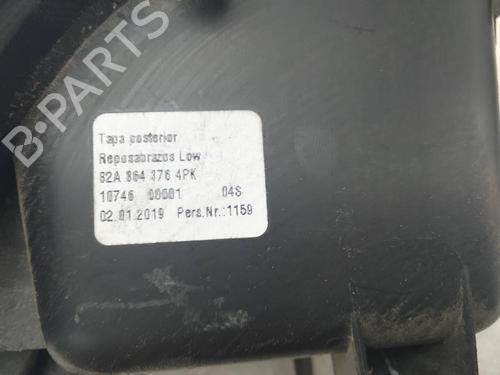 Tapa posterior
Reposabrazos Low
82A 864 376 4PK
10746 00001 04S
02.01.2019 Pers.Nr.:1159
B-PARTS